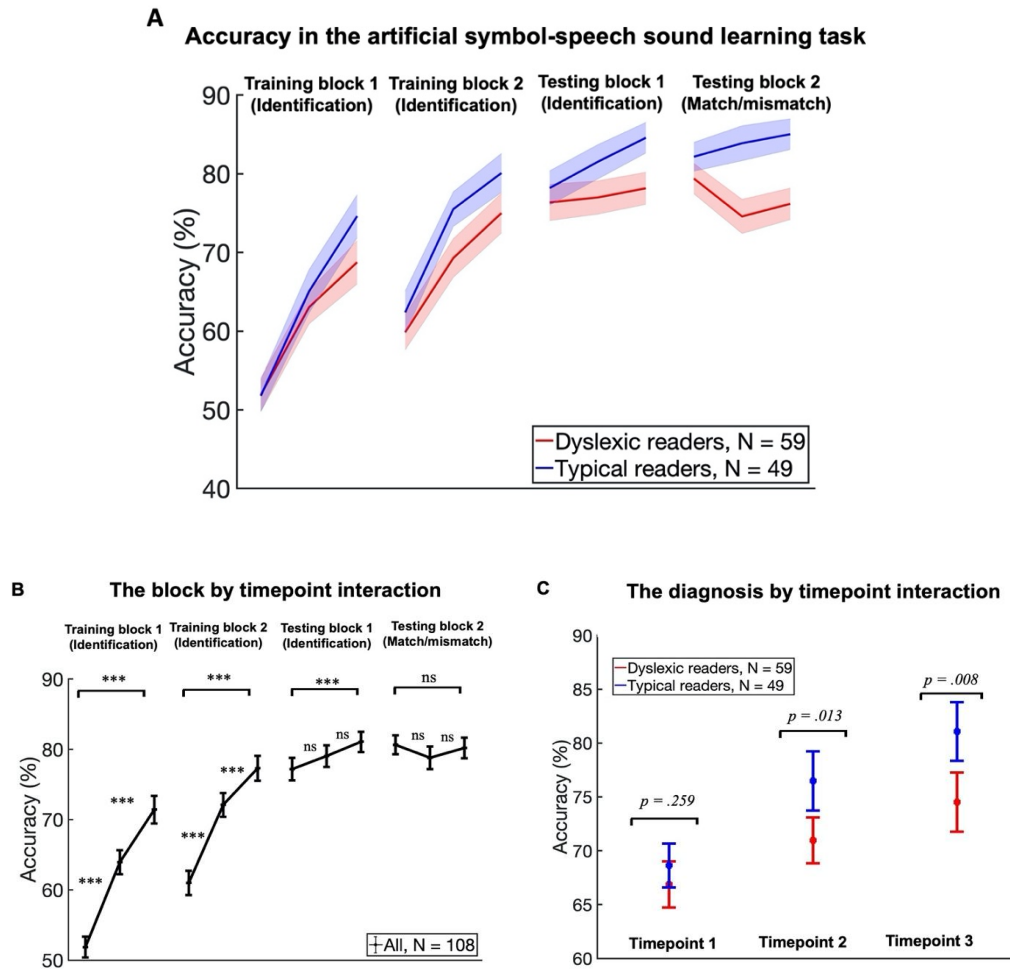 A
Accuracy in the artificial symbol-speech sound learning task
Training block 1 Training block 2 Testing block 1 Testing block 2
(Identification) (Identification) (Identification) (Match/mismatch)
90
80
70
60
50
40
Accuracy (%)
Dyslexic readers, N = 59
Typical readers, N = 49
B
The block by timepoint interaction
Training block 1 Training block 2 Testing block 1 Testing block 2
(Identification) (Identification) (Identification) (Match/mismatch)
*** *** *** ns
90
80
70
60
50
Accuracy (%)
*** *** *** *** ns ns ns ns
All, N = 108
C
The diagnosis by timepoint interaction
90
85
80
75
70
65
60
Accuracy (%)
Dyslexic readers, N = 59
Typical readers, N = 49
p = .259
p = .013
p = .008
Timepoint 1 Timepoint 2 Timepoint 3